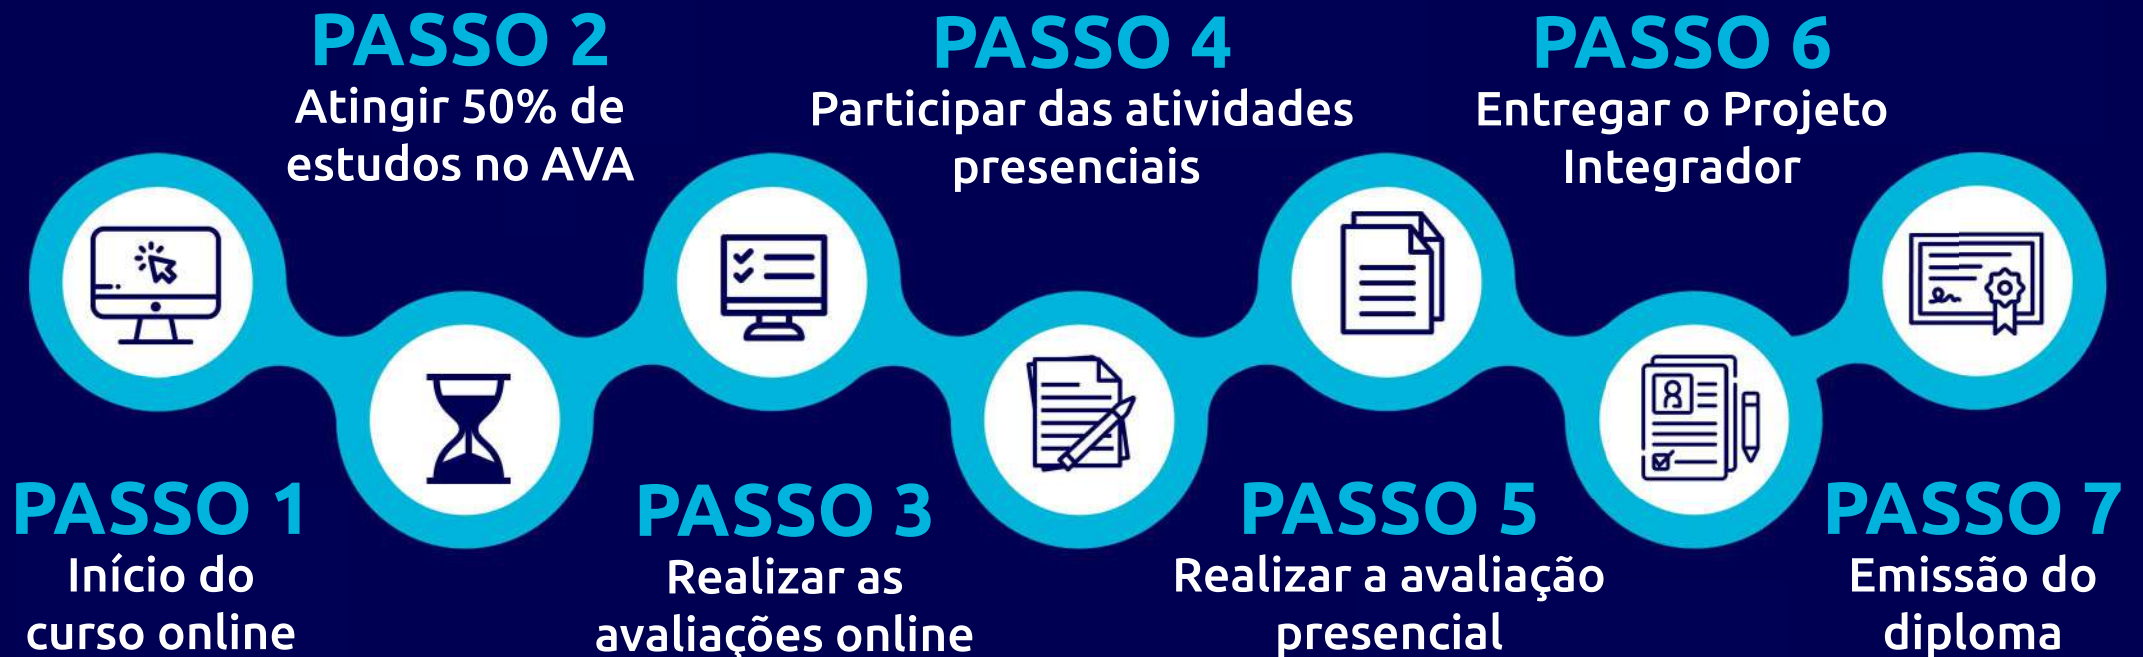 PASSO 1
Início do
curso online
PASSO 2
Atingir 50% de
estudos no AVA
PASSO 3
Realizar as
avaliações online
PASSO 4
Participar das atividades
presenciais
PASSO 5
Realizar a avaliação
presencial
PASSO 6
Entregar o Projeto
Integrador
PASSO 7
Emissão do
diploma